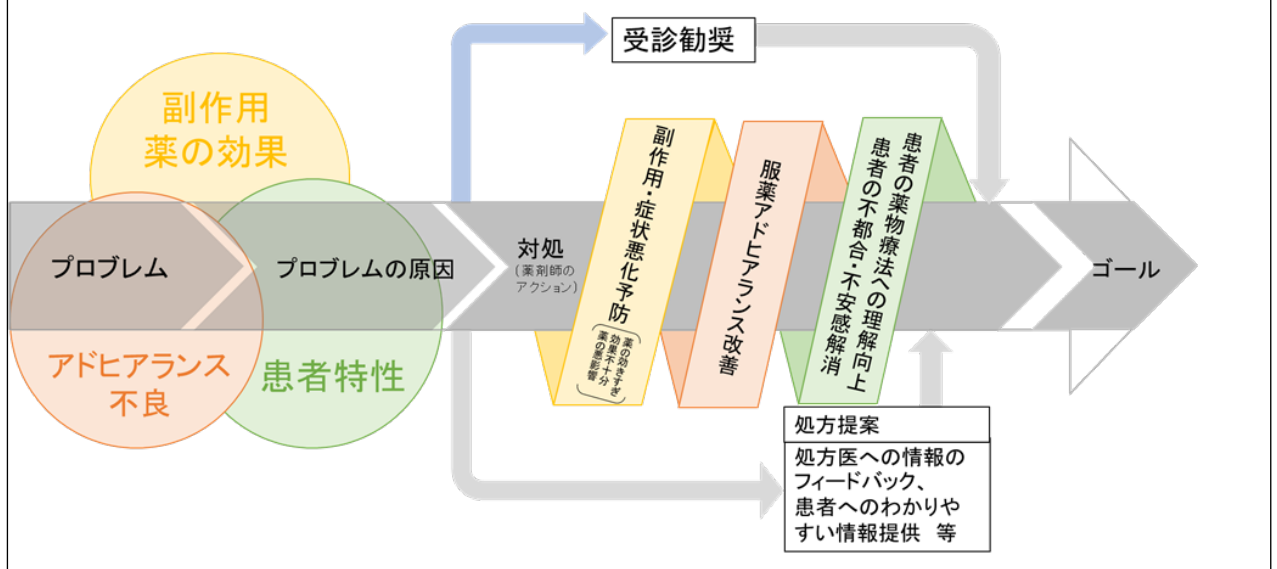 受診勧奨
副作用
薬の効果
アドヒアランス
不良
患者特性
プロブレム
プロブレムの原因
対処
(薬剤師の
アクション)
副作用・症状悪化予防
薬の効きすぎ
効果不十分
薬の悪影響
服薬アドヒアランス改善
患者の薬物療法への理解向上
患者の不都合・不安感解消
ゴール
処方提案
処方医への情報の
フィードバック、
患者へのわかりや
すい情報提供 等